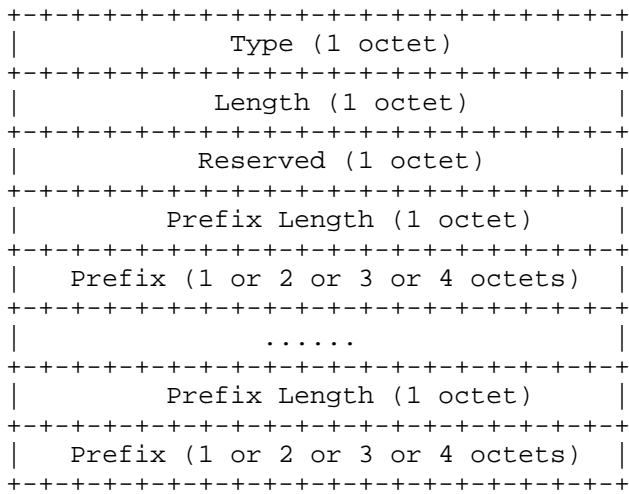 +-+-+-+-+-+-+-+-+-+-+-+-+-+-+-+-+-+-+-+
|              Type (1 octet)              |
+-+-+-+-+-+-+-+-+-+-+-+-+-+-+-+-+-+-+-+
|             Length (1 octet)             |
+-+-+-+-+-+-+-+-+-+-+-+-+-+-+-+-+-+-+-+
|            Reserved (1 octet)            |
+-+-+-+-+-+-+-+-+-+-+-+-+-+-+-+-+-+-+-+
|          Prefix Length (1 octet)         |
+-+-+-+-+-+-+-+-+-+-+-+-+-+-+-+-+-+-+-+
|    Prefix (1 or 2 or 3 or 4 octets)      |
+-+-+-+-+-+-+-+-+-+-+-+-+-+-+-+-+-+-+-+
|                  ......                  |
+-+-+-+-+-+-+-+-+-+-+-+-+-+-+-+-+-+-+-+
|          Prefix Length (1 octet)         |
+-+-+-+-+-+-+-+-+-+-+-+-+-+-+-+-+-+-+-+
|    Prefix (1 or 2 or 3 or 4 octets)      |
+-+-+-+-+-+-+-+-+-+-+-+-+-+-+-+-+-+-+-+